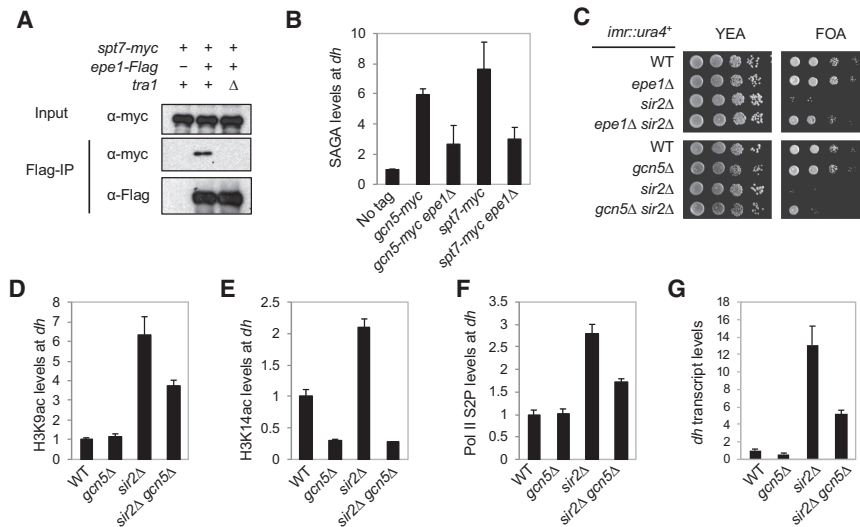 A
spt7-myc + + +
epe1-Flag – + +
tra1 + + Δ
Input α-myc
Flag-IP
α-myc
α-Flag
B
SAGA levels at dh
10
8
6
4
2
0
No tag
gcn5-myc
gcn5-myc epe1Δ
spt7-myc
spt7-myc epe1Δ
C
imr::ura4⁺ YEA FOA
WT
epe1Δ
sir2Δ
epe1Δ sir2Δ
WT
gcn5Δ
sir2Δ
gcn5Δ sir2Δ
D
H3K9ac levels at dh
8
7
6
5
4
3
2
1
0
WT
gcn5Δ
sir2Δ
sir2Δ gcn5Δ
E
H3K14ac levels at dh
2.5
2
1.5
1
0.5
0
WT
gcn5Δ
sir2Δ
sir2Δ gcn5Δ
F
Pol II S2P levels at dh
3.5
3
2.5
2
1.5
1
0.5
0
WT
gcn5Δ
sir2Δ
sir2Δ gcn5Δ
G
dh transcript levels
18
16
14
12
10
8
6
4
2
0
WT
gcn5Δ
sir2Δ
sir2Δ gcn5Δ